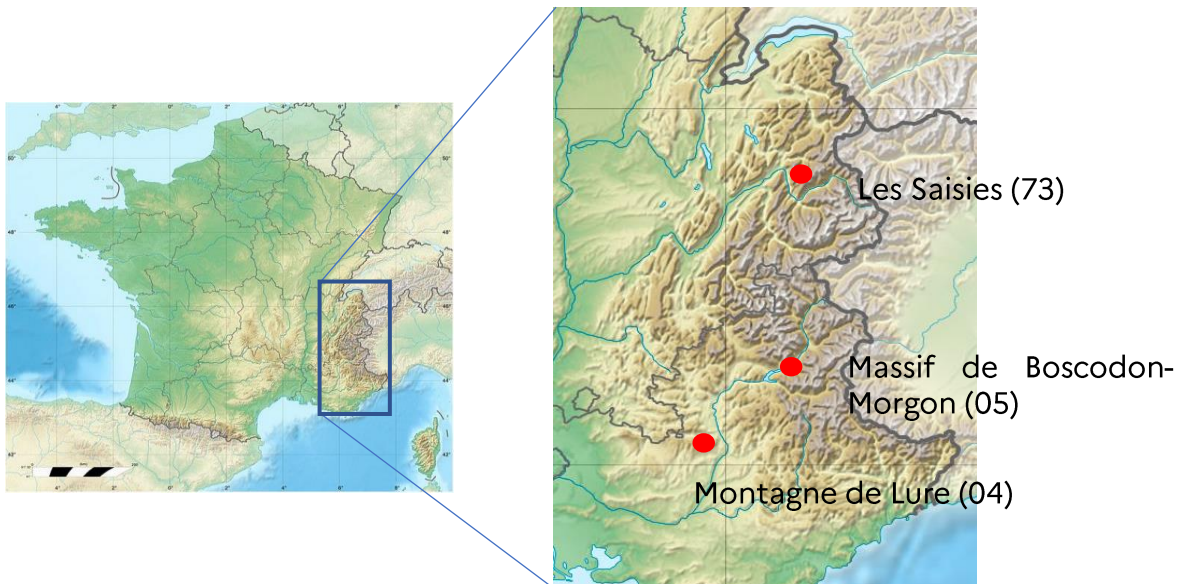 Les Saisies (73)
Massif de Boscodon-
Morgon (05)
Montagne de Lure (04)